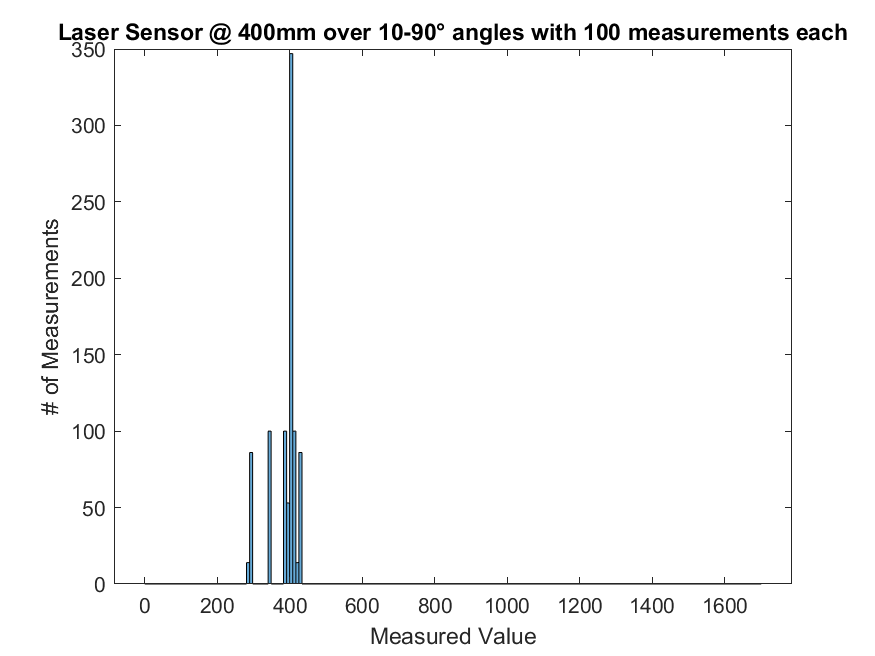 Laser Sensor @ 400mm over 10-90° angles with 100 measurements each
350
300
250
200
150
100
50
0
# of Measurements
0 200 400 600 800 1000 1200 1400 1600
Measured Value